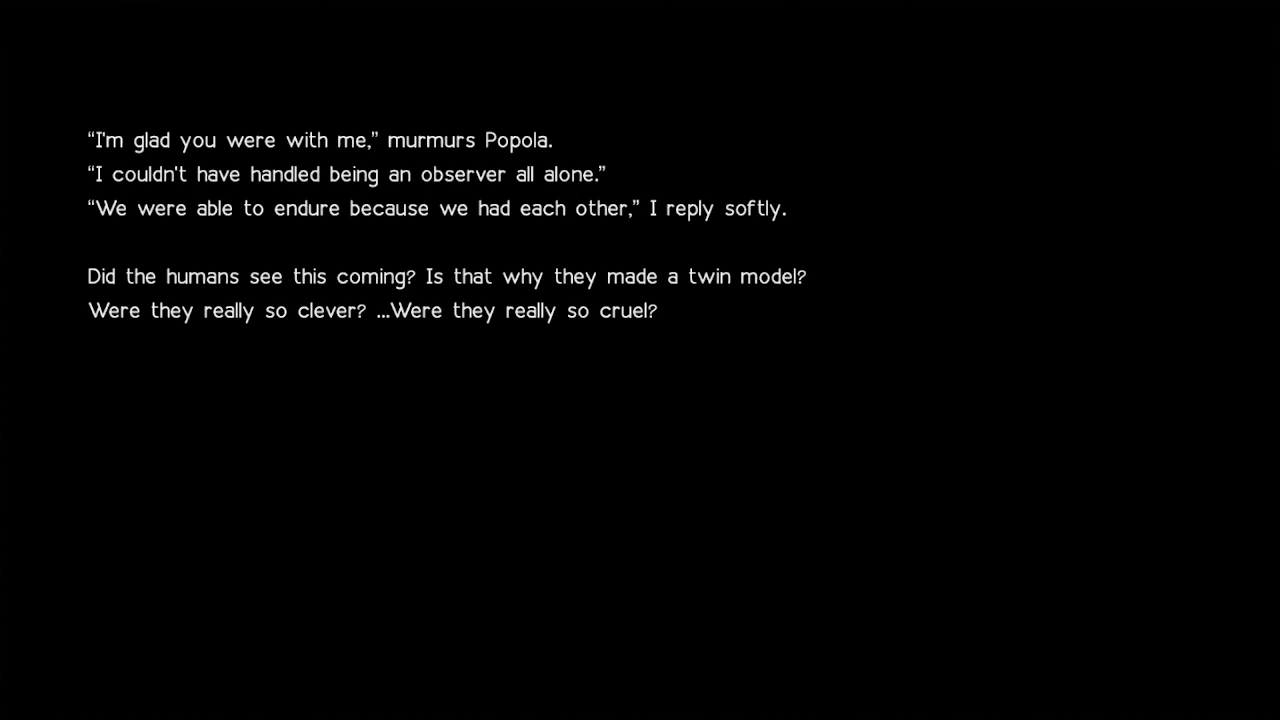 “I'm glad you were with me,” murmurs Popola.
“I couldn't have handled being an observer all alone.”
“We were able to endure because we had each other,” I reply softly.
Did the humans see this coming? Is that why they made a twin model?
Were they really so clever? ...Were they really so cruel?